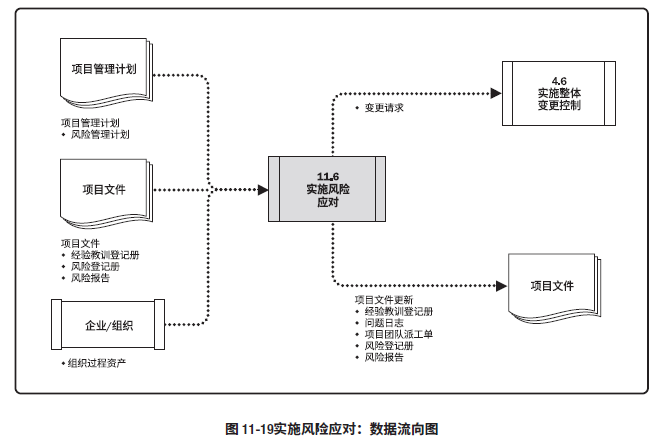 项目管理计划
项目管理计划
• 风险管理计划
项目文件
项目文件
• 经验教训登记册
• 风险登记册
• 风险报告
企业/组织
• 组织过程资产
11.6
实施风险
应对
• 变更请求
4.6
实施整体
变更控制
项目文件更新
• 经验教训登记册
• 问题日志
• 项目团队派工单
• 风险登记册
• 风险报告
项目文件
图 11-19实施风险应对：数据流向图